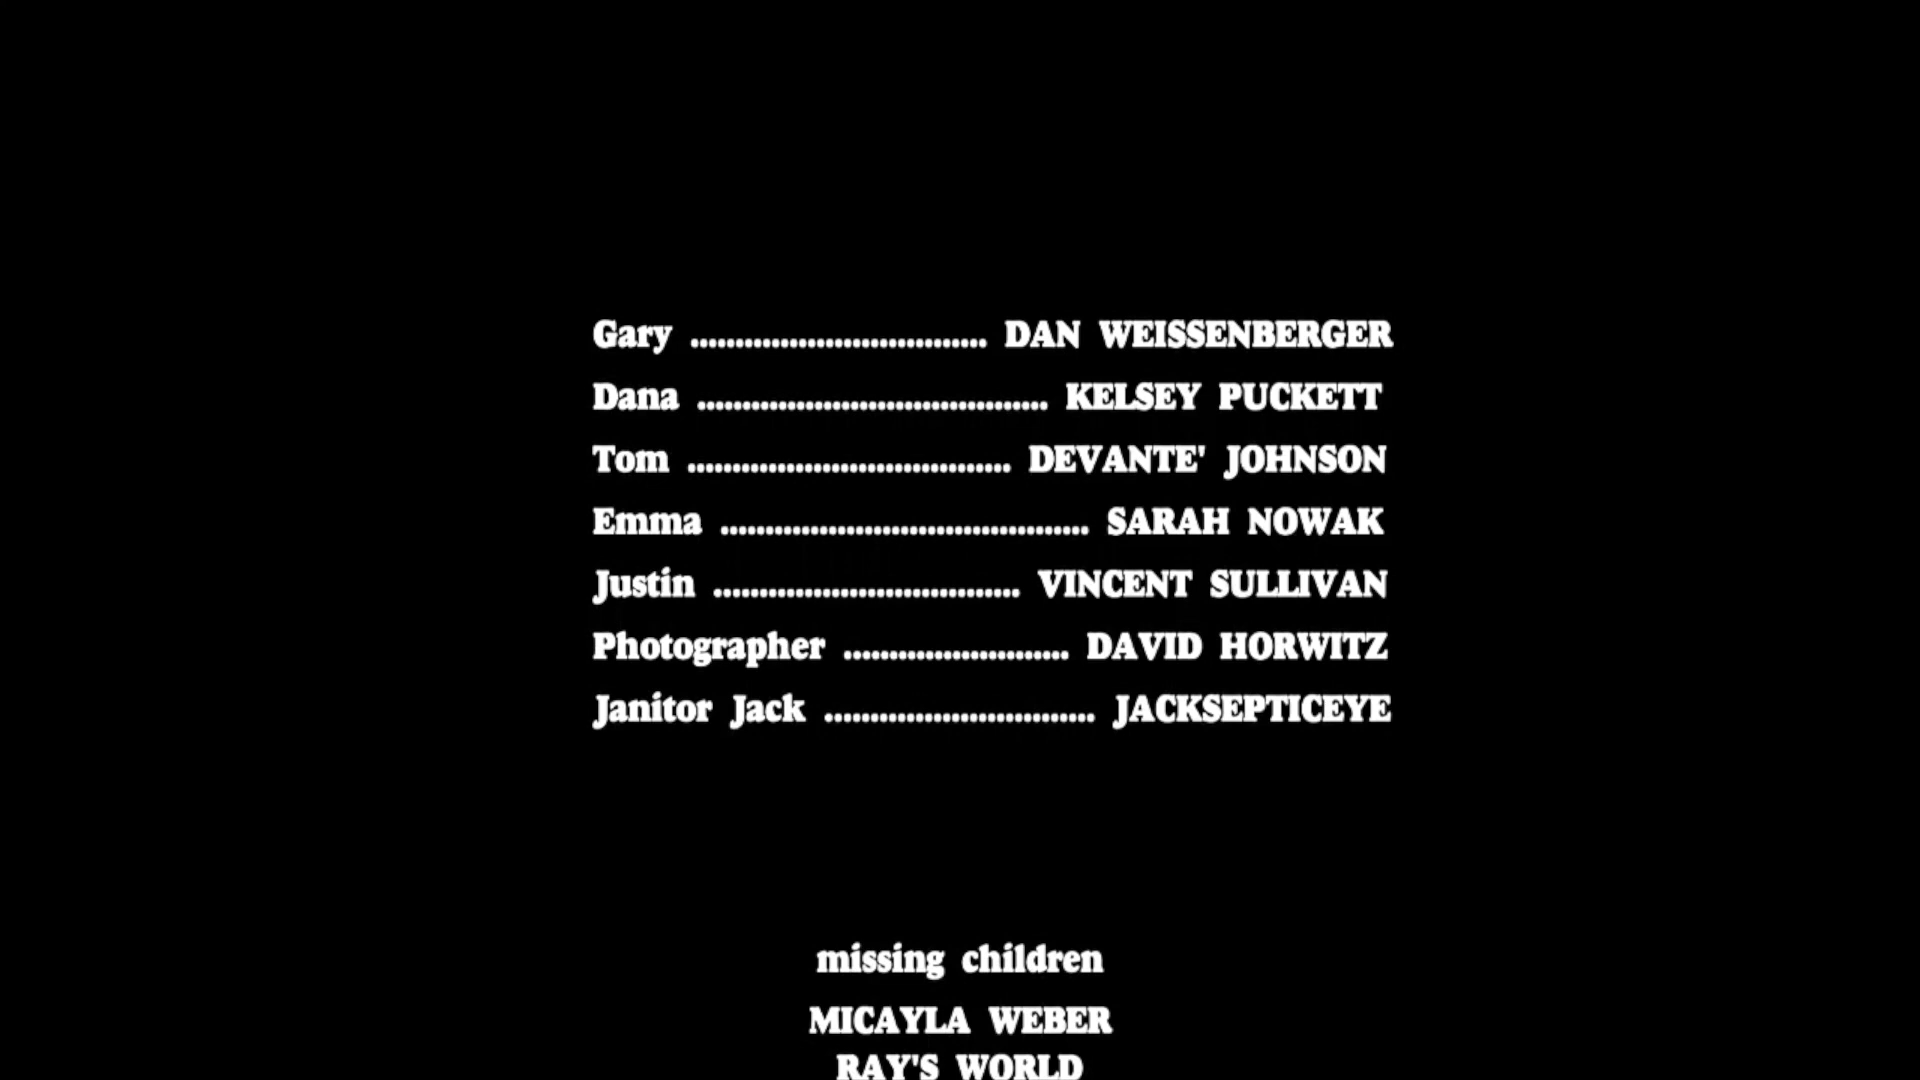 Gary ................................. DAN WEISSENBERGER
Dana ....................................... KELSEY PUCKETT
Tom .................................... DEVANTE' JOHNSON
Emma ......................................... SARAH NOWAK
Justin .................................. VINCENT SULLIVAN
Photographer ......................... DAVID HORWITZ
Janitor Jack .............................. JACKSEPTICEYE
missing children
MICAYLA WEBER
RAY'S WORLD